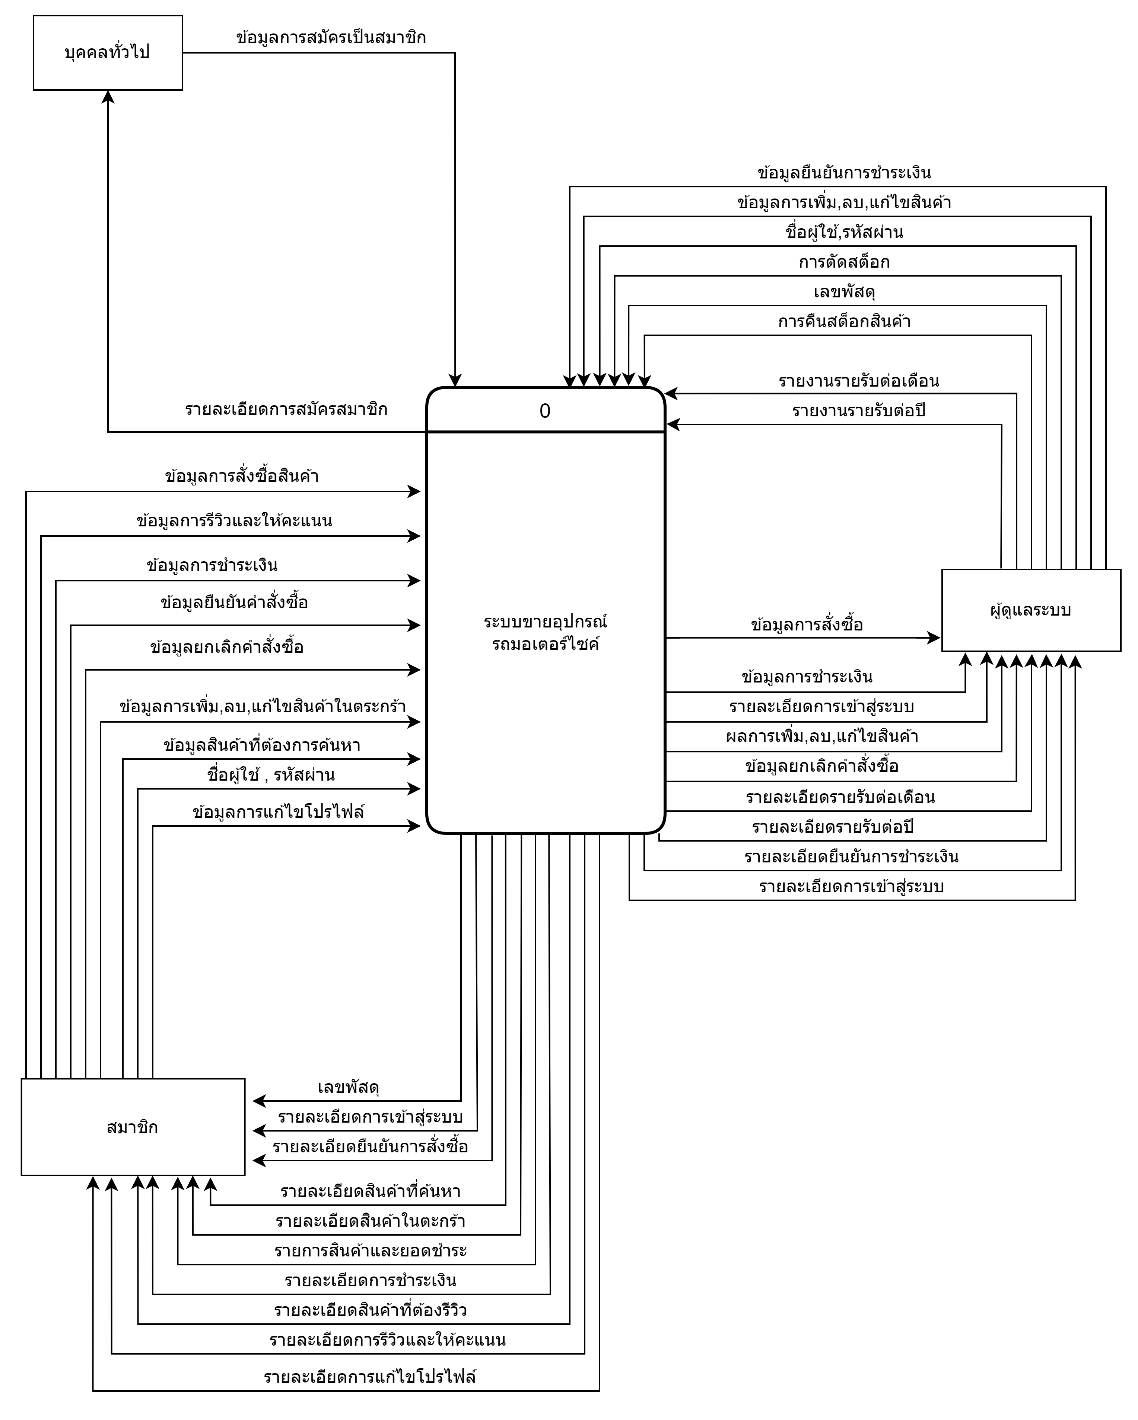 บุคคลทั่วไป
ข้อมูลการสมัครเป็นสมาชิก
ข้อมูลยืนยันการชำระเงิน
ข้อมูลการเพิ่ม,ลบ,แก้ไขสินค้า
ชื่อผู้ใช้,รหัสผ่าน
การตัดสต็อก
เลขพัสดุ
การคืนสต็อกสินค้า
รายงานรายรับต่อเดือน
รายงานรายรับต่อปี
รายละเอียดการสมัครสมาชิก
0
ข้อมูลการสั่งซื้อสินค้า
ข้อมูลการรีวิวและให้คะแนน
ข้อมูลการชำระเงิน
ข้อมูลยืนยันคำสั่งซื้อ
ข้อมูลยกเลิกคำสั่งซื้อ
ข้อมูลการเพิ่ม,ลบ,แก้ไขสินค้าในตระกร้า
ข้อมูลสินค้าที่ต้องการค้นหา
ชื่อผู้ใช้ , รหัสผ่าน
ข้อมูลการแก้ไขโปรไฟล์
ระบบขายอุปกรณ์
รถมอเตอร์ไซค์
ผู้ดูแลระบบ
ข้อมูลการสั่งซื้อ
ข้อมูลการชำระเงิน
รายละเอียดการเข้าสู่ระบบ
ผลการเพิ่ม,ลบ,แก้ไขสินค้า
ข้อมูลยกเลิกคำสั่งซื้อ
รายละเอียดรายรับต่อเดือน
รายละเอียดรายรับต่อปี
รายละเอียดยืนยันการชำระเงิน
รายละเอียดการเข้าสู่ระบบ
สมาชิก
เลขพัสดุ
รายละเอียดการเข้าสู่ระบบ
รายละเอียดยืนยันการสั่งซื้อ
รายละเอียดสินค้าที่ค้นหา
รายละเอียดสินค้าในตะกร้า
รายการสินค้าและยอดชำระ
รายละเอียดการชำระเงิน
รายละเอียดสินค้าที่ต้องรีวิว
รายละเอียดการรีวิวและให้คะแนน
รายละเอียดการแก้ไขโปรไฟล์